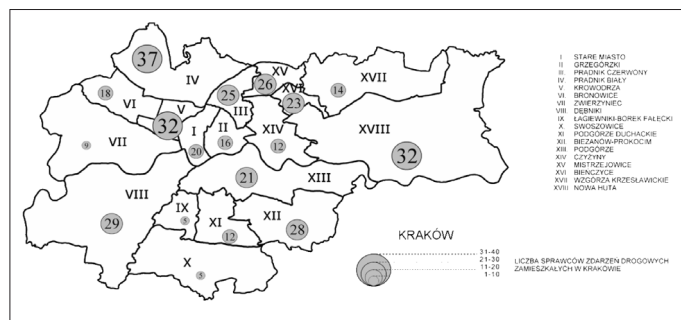 37
IV
XV
26
XVI
23
XVII
14
18
VI
V
32
25
III
VII
9
I
20
II
16
XIV
12
XVIII
32
21
XIII
VIII
29
IX
5
XI
12
XII
28
X
5
I STARE MIASTO
II GRZEGÓRZKI
III PRĄDNIK CZERWONY
IV PRĄDNIK BIAŁY
V KROWODRZA
VI BRONOWICE
VII ZWIERZYNIEC
VIII DĘBNIKI
IX ŁAGIEWNIKI-BOREK FAŁĘCKI
X SWOSZOWICE
XI PODGÓRZE DUCHACKIE
XII BIEŻANÓW-PROKOCIM
XIII PODGÓRZE
XIV CZYŻYNY
XV MISTRZEJOWICE
XVI BIEŃCZYCE
XVII WZGÓRZA KRZESŁAWICKIE
XVIII NOWA HUTA
KRAKÓW
31-40
21-30
11-20
1-10
LICZBA SPRAWCÓW ZDARZEŃ DROGOWYCH
ZAMIESZKAŁYCH W KRAKOWIE